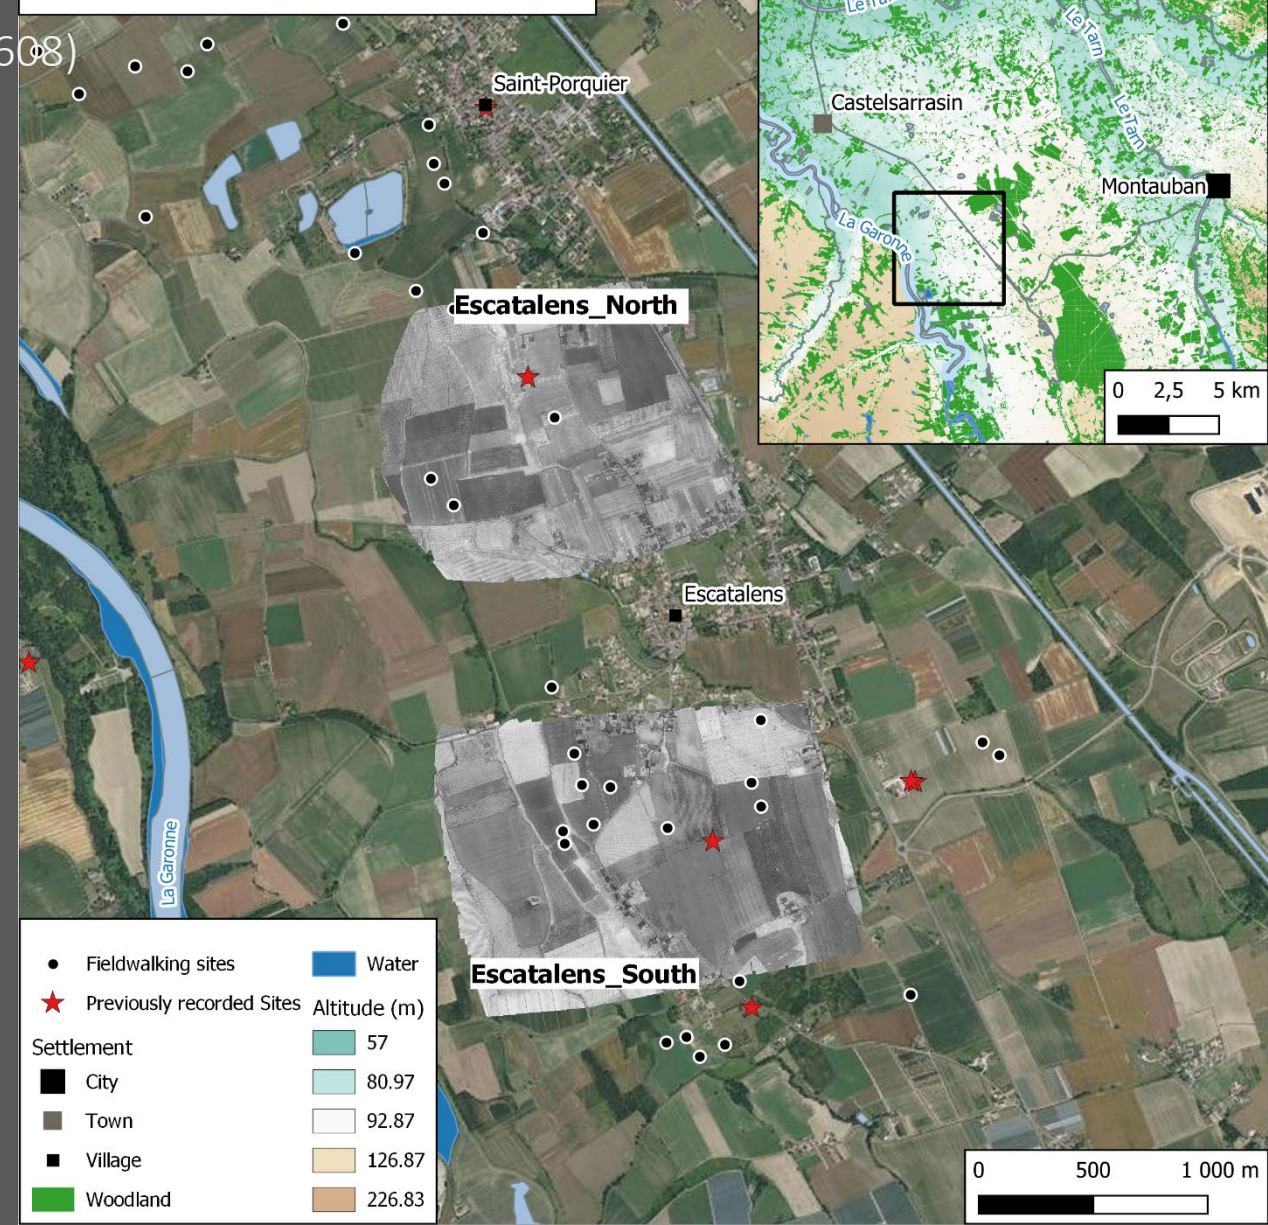 608)
Le Tarn
Le Tarn
Le Tarn
Saint-Porquier
Castelsarrasin
Montauban
La Garonne
Escatalens_North
0 2,5 5 km
Escatalens
La Garonne
Escatalens_South
Fieldwalking sites
Previously recorded Sites
Settlement
City
Town
Village
Woodland
Water
Altitude (m)
57
80.97
92.87
126.87
226.83
0 500 1 000 m